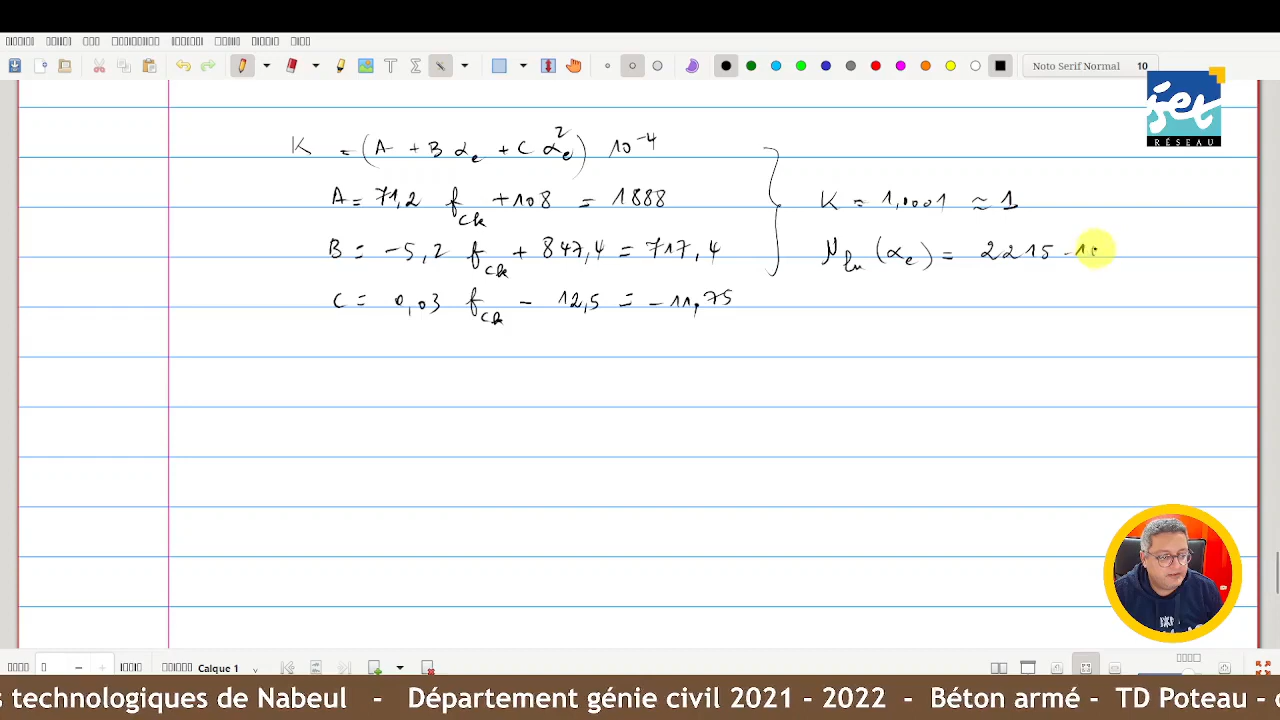 Noto Serif Normal 10
iset
RÉSEAU
K = (A + B αe + C αe²) 10⁻⁴
A = 71,2 fck + 108 = 1888
B = -5,2 fck + 847,4 = 717,4
C = 0,03 fck - 12,5 = -11,75
K = 1,0001 ≈ 1
(αe) = 2215
Calque 1
s technologiques de Nabeul - Département génie civil 2021 - 2022 - Béton armé - TD Poteau -